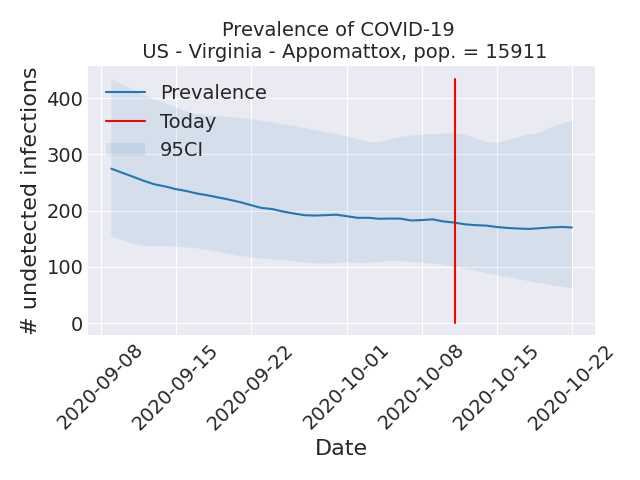 Prevalence of COVID-19
US - Virginia - Appomattox, pop. = 15911
# undetected infections
400
300
200
100
0
Prevalence
Today
95CI
2020-09-08
2020-09-15
2020-09-22
2020-10-01
2020-10-08
2020-10-15
2020-10-22
Date